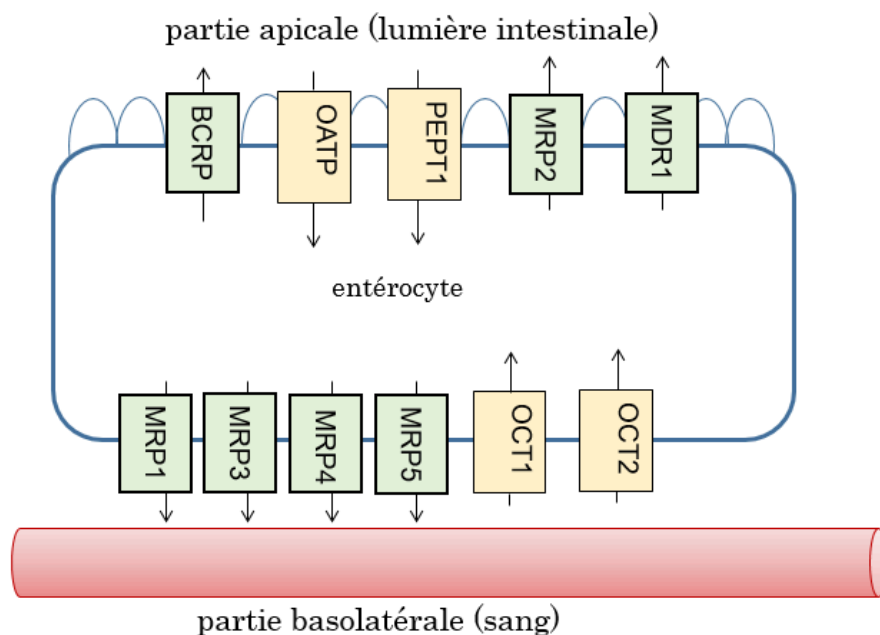 partie apicale (lumière intestinale)
BCRP
OATP
PEPT1
MRP2
MDR1
entérocyte
MRP1
MRP3
MRP4
MRP5
OCT1
OCT2
partie basolatérale (sang)